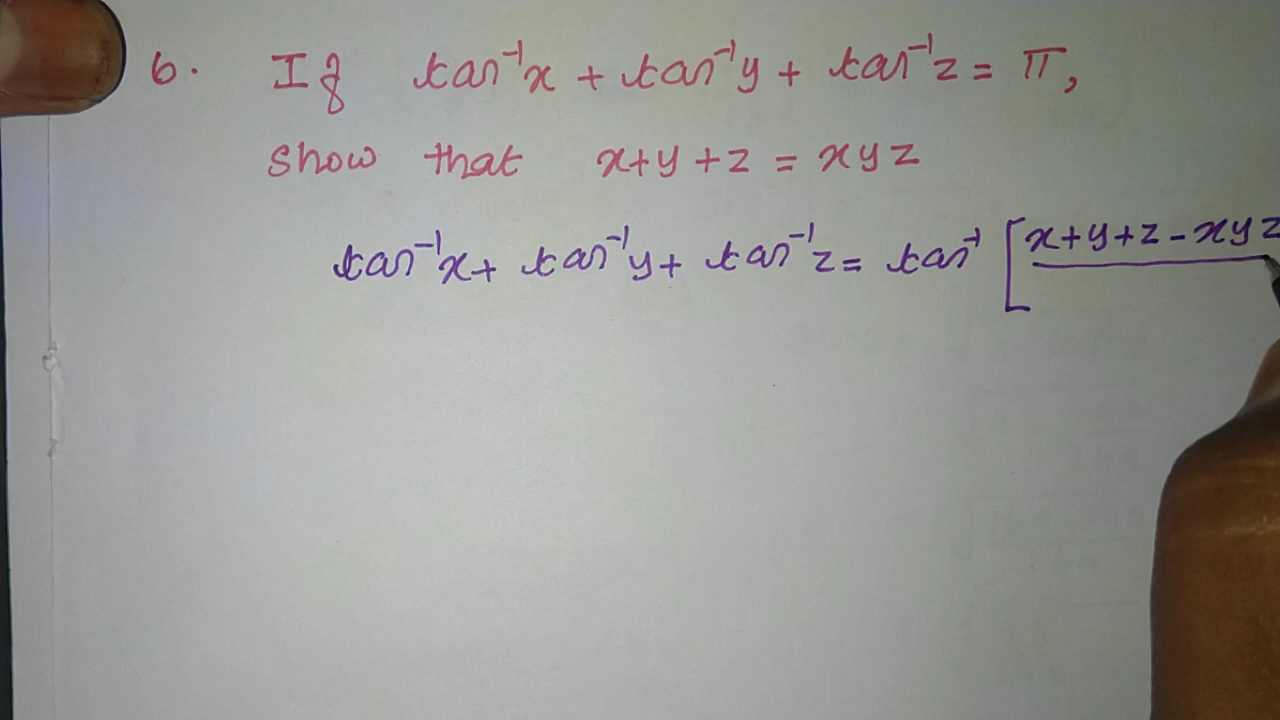 6. If tan⁻¹x + tan⁻¹y + tan⁻¹z = π,
show that x+y+z = xyz
tan⁻¹x + tan⁻¹y + tan⁻¹z = tan⁻¹ [x+y+z-xyz